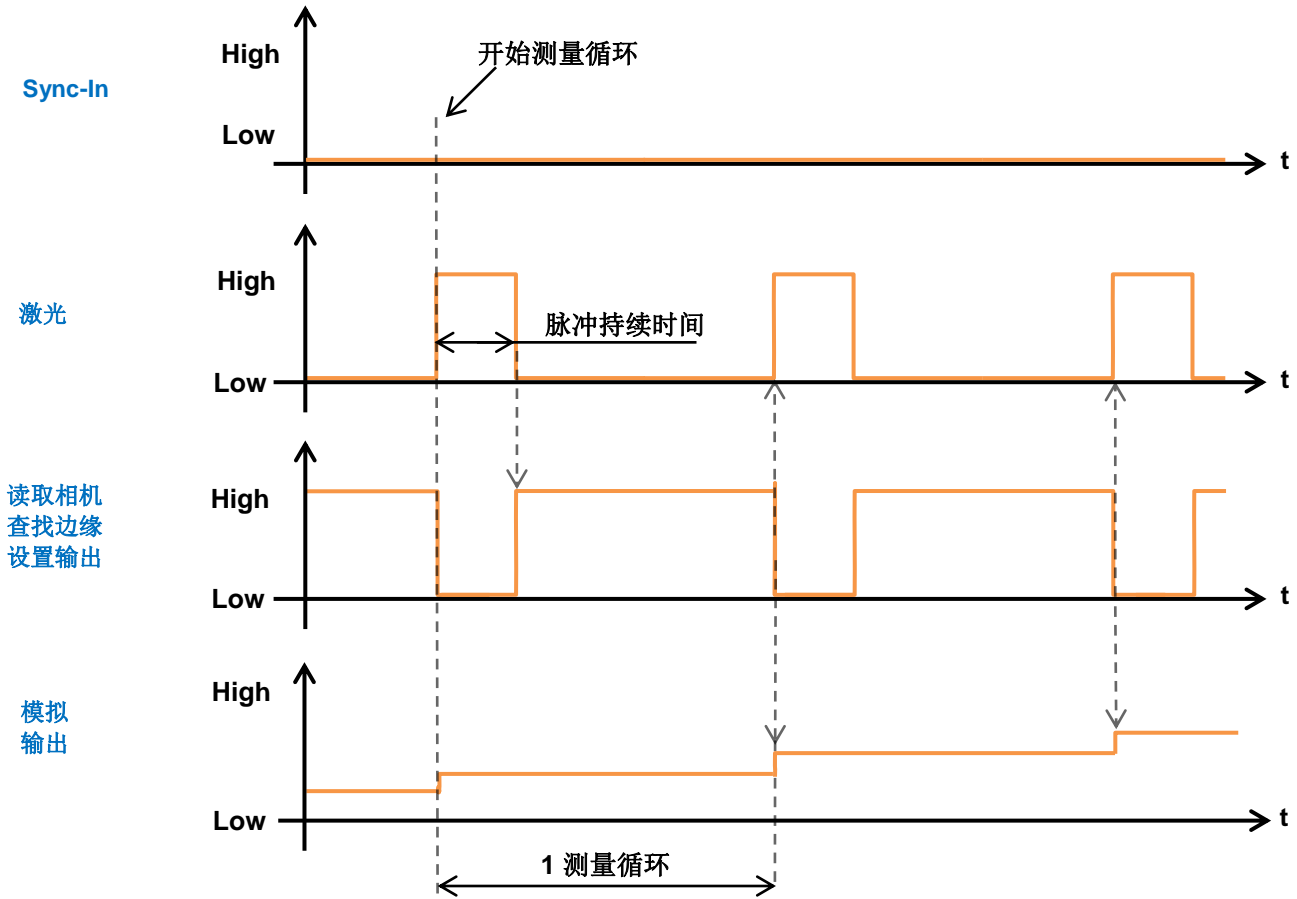 High
开始测量循环
Sync-In
Low
t
High
激光
脉冲持续时间
Low
t
读取相机
查找边缘
设置输出
High
Low
t
High
模拟
输出
Low
t
1 测量循环